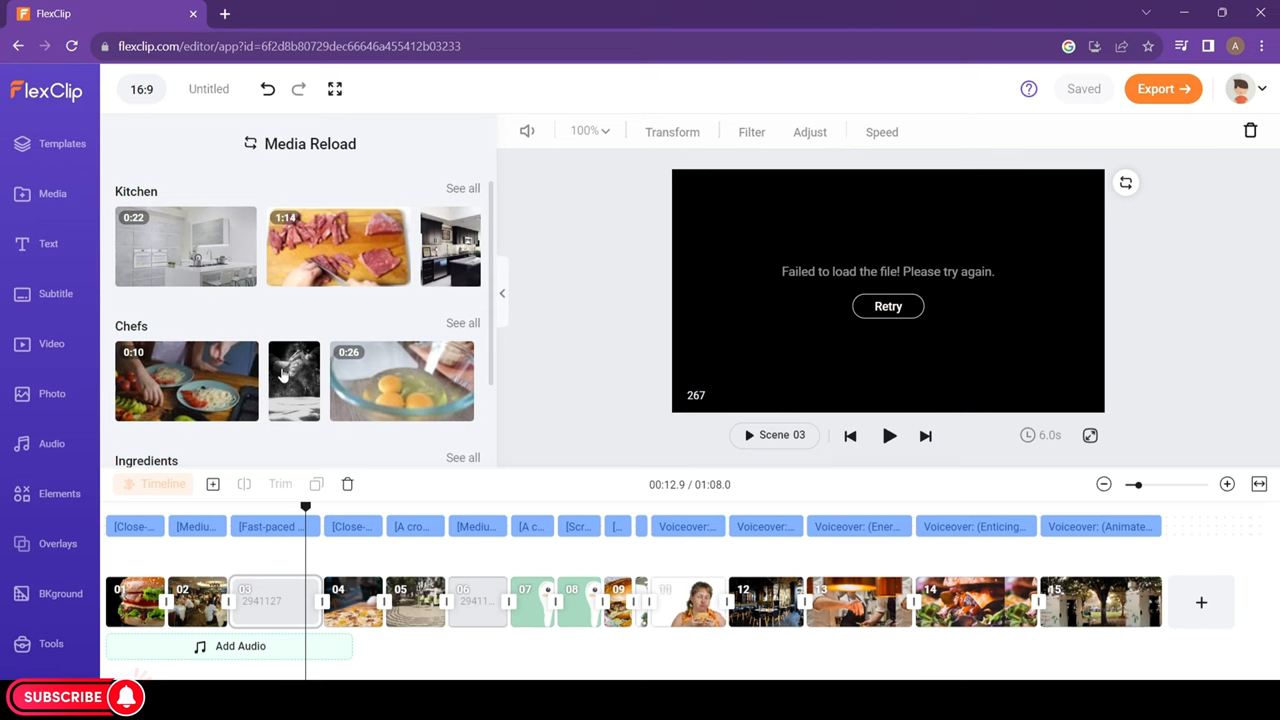 FlexClip
flexclip.com/editor/app?id=6f2d8b80729dec66646a455412b03233
A
FlexClip
16:9
Untitled
Saved
Export
Templates
Media
Text
Subtitle
Video
Photo
Audio
Elements
Overlays
BKground
Tools
Media Reload
Kitchen
See all
0:22
1:14
Chefs
See all
0:10
0:26
Ingredients
See all
100%
Transform
Filter
Adjust
Speed
Failed to load the file! Please try again.
Retry
267
Scene 03
6.0s
Timeline
Trim
00:12.9 / 01:08.0
[Close-...
[Mediu...
[Fast-paced ...
[Close-...
[A cro...
[Mediu...
[A c...
[Scr...
[..
Voiceover:...
Voiceover:...
Voiceover: (Ener...
Voiceover: (Enticing...
Voiceover: (Animate...
01
02
03
2941127
04
05
06
29411...
07
08
09
11
12
13
14
15
Add Audio
SUBSCRIBE